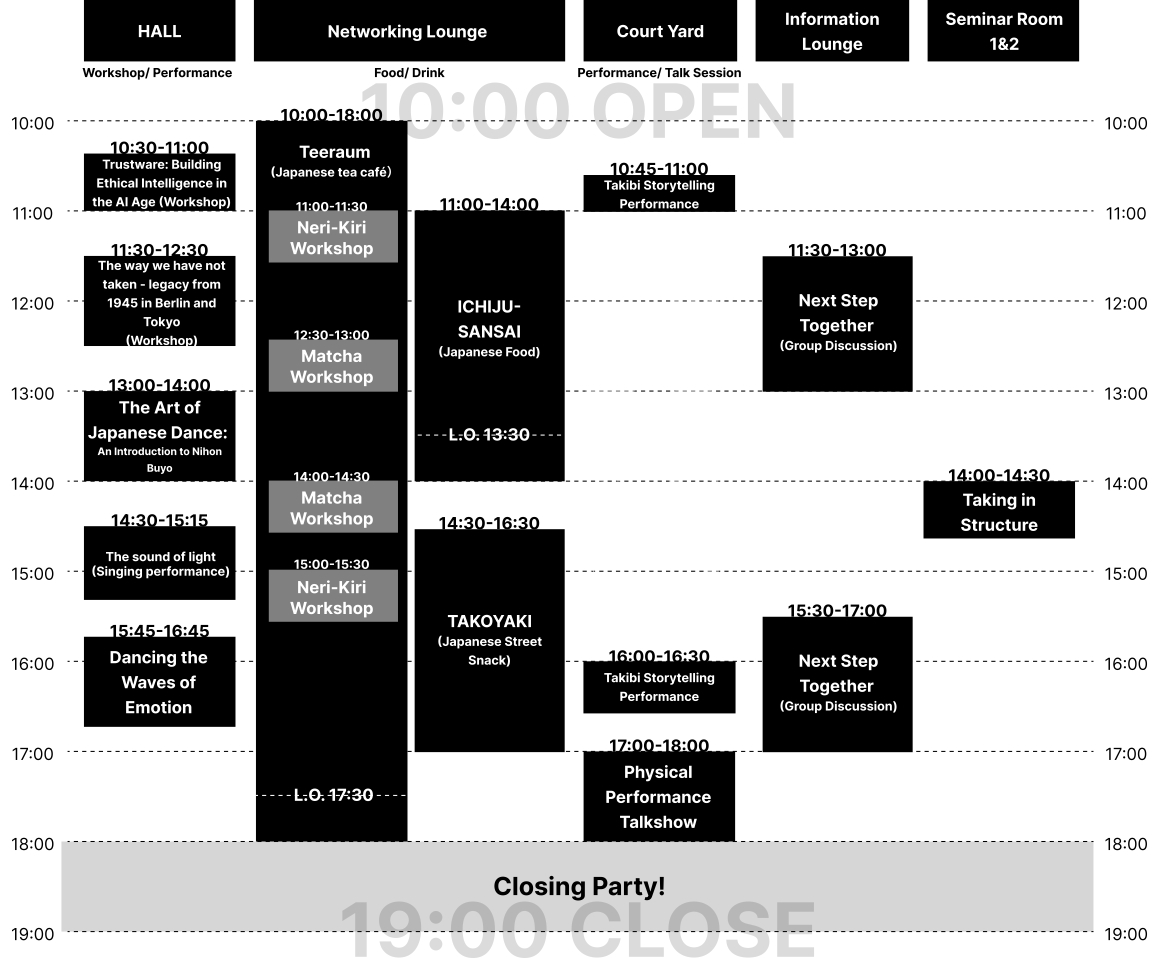 HALL
Workshop/ Performance
Networking Lounge
Food/ Drink
Court Yard
Performance/ Talk Session
Information
Lounge
Seminar Room
1&2
10:00 OPEN
10:00
11:00
12:00
13:00
14:00
15:00
16:00
17:00
18:00
19:00
10:30-11:00
Trustware: Building
Ethical Intelligence in
the AI Age (Workshop)
11:30-12:30
The way we have not
taken - legacy from
1945 in Berlin and
Tokyo
(Workshop)
13:00-14:00
The Art of
Japanese Dance:
An Introduction to Nihon
Buyo
14:30-15:15
The sound of light
(Singing performance)
15:45-16:45
Dancing the
Waves of
Emotion
10:00-18:00
Teeraum
(Japanese tea café)
11:00-11:30
Neri-Kiri
Workshop
12:30-13:00
Matcha
Workshop
14:00-14:30
Matcha
Workshop
15:00-15:30
Neri-Kiri
Workshop
L.O. 17:30
11:00-14:00
ICHIJU-
SANSAI
(Japanese Food)
L.O. 13:30
14:30-16:30
TAKOYAKI
(Japanese Street
Snack)
10:45-11:00
Takibi Storytelling
Performance
16:00-16:30
Takibi Storytelling
Performance
17:00-18:00
Physical
Performance
Talkshow
11:30-13:00
Next Step
Together
(Group Discussion)
15:30-17:00
Next Step
Together
(Group Discussion)
14:00-14:30
Taking in
Structure
10:00
11:00
12:00
13:00
14:00
15:00
16:00
17:00
18:00
19:00
Closing Party!
19:00 CLOSE